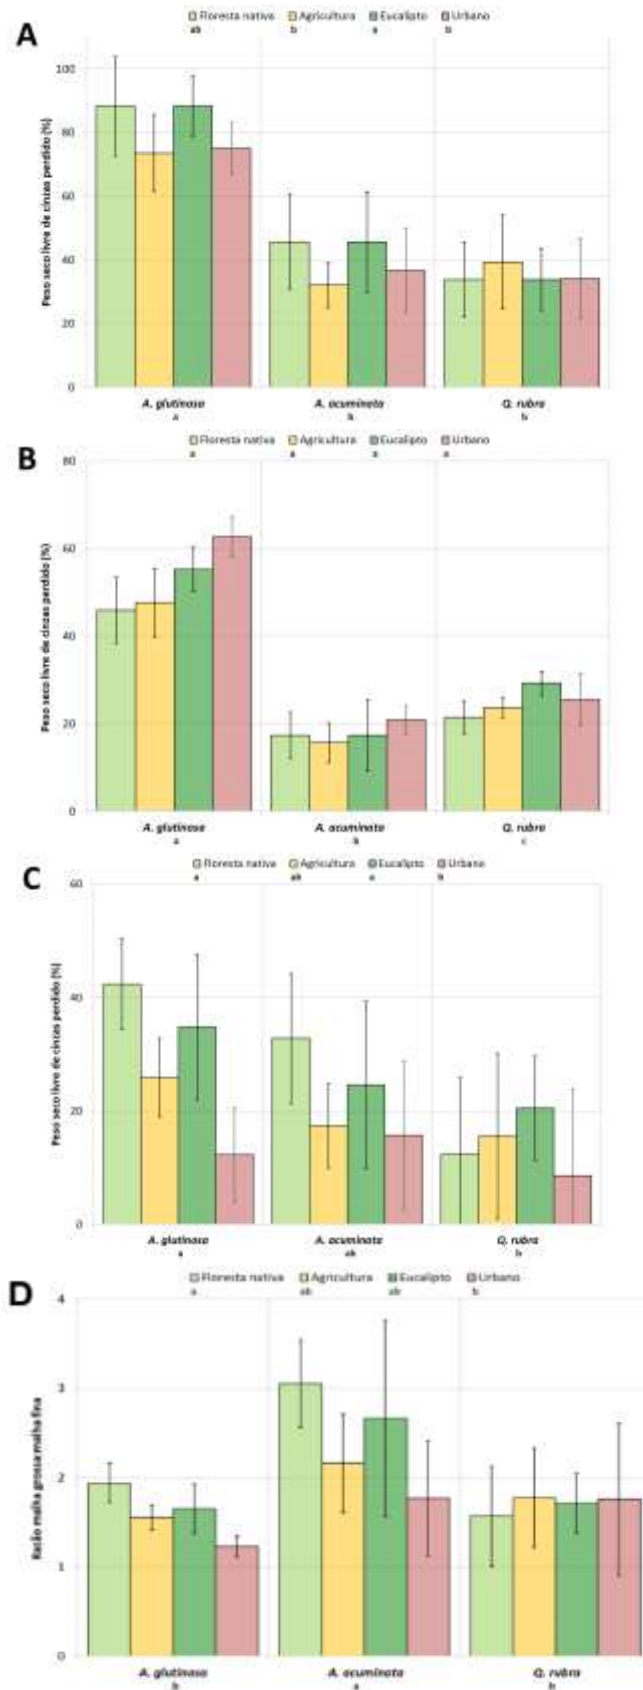 A
Floresta nativa Agricultura Eucalipto Urbano
ab b a b
Peso seco livre de cinzas perdido (%)
100
80
60
40
20
0
A. glutinosa A. acuminata Q. rubra
a b b
B
Floresta nativa Agricultura Eucalipto Urbano
a a a a
Peso seco livre de cinzas perdido (%)
80
60
40
20
0
A. glutinosa A. acuminata Q. rubra
a b c
C
Floresta nativa Agricultura Eucalipto Urbano
a ab a b
Peso seco livre de cinzas perdido (%)
60
40
20
0
A. glutinosa A. acuminata Q. rubra
a ab b
D
Floresta nativa Agricultura Eucalipto Urbano
a ab ab b
Razão malha grossa malha fina
4
3
2
1
0
A. glutinosa A. acuminata Q. rubra
b a b